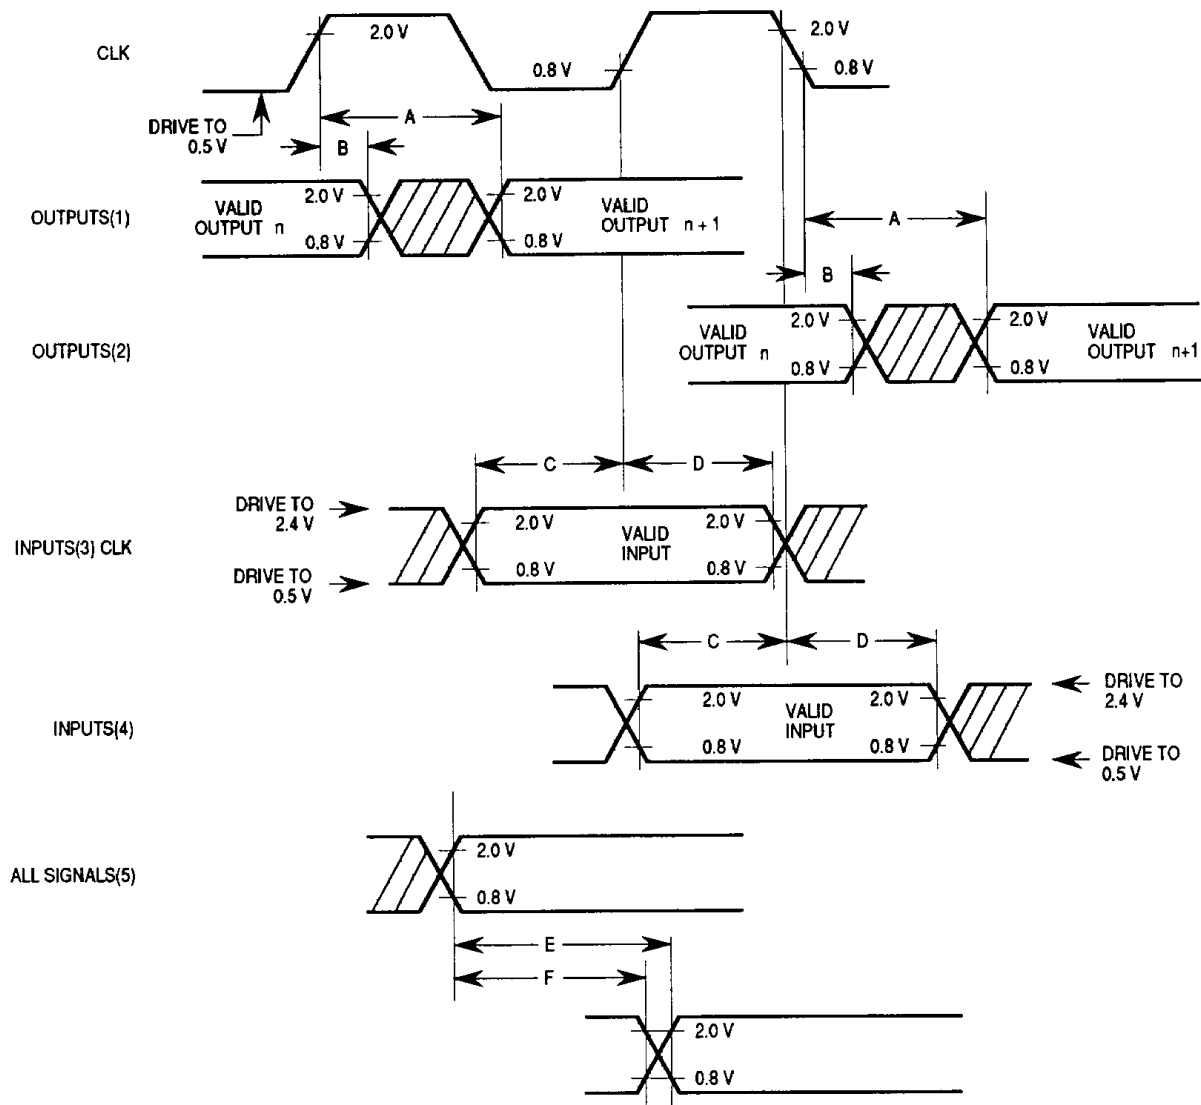 CLK
2.0 V
0.8 V
2.0 V
0.8 V
DRIVE TO
0.5 V
A
B
OUTPUTS(1)
VALID
OUTPUT n
2.0 V
0.8 V
2.0 V
0.8 V
VALID
OUTPUT n + 1
A
B
OUTPUTS(2)
VALID
OUTPUT n
2.0 V
0.8 V
2.0 V
0.8 V
VALID
OUTPUT n+1
C
D
DRIVE TO
2.4 V
INPUTS(3) CLK
DRIVE TO
0.5 V
2.0 V
0.8 V
VALID
INPUT
2.0 V
0.8 V
C
D
INPUTS(4)
2.0 V
0.8 V
VALID
INPUT
2.0 V
0.8 V
DRIVE TO
2.4 V
DRIVE TO
0.5 V
ALL SIGNALS(5)
2.0 V
0.8 V
E
F
2.0 V
0.8 V